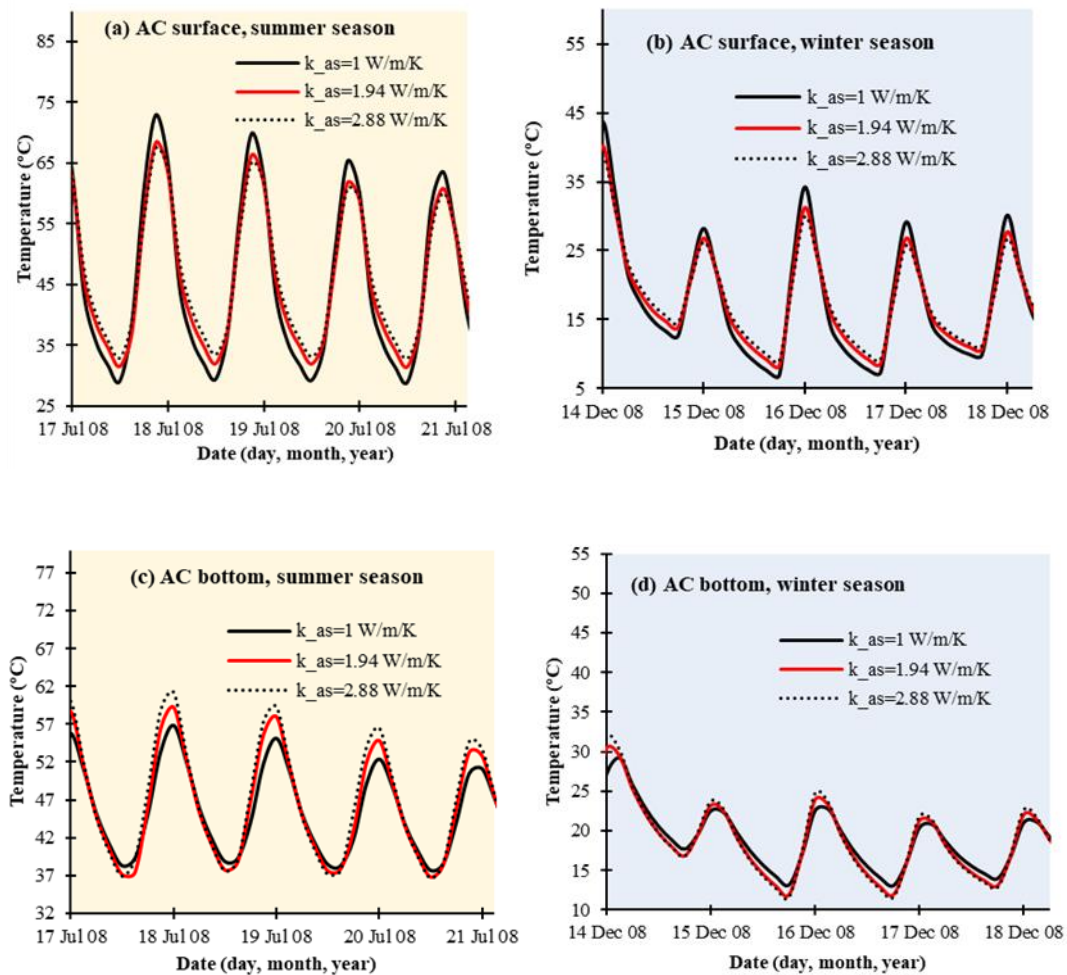 (a) AC surface, summer season
k_as=1 W/m/K
k_as=1.94 W/m/K
k_as=2.88 W/m/K
Temperature (°C)
85
75
65
55
45
35
25
17 Jul 08
18 Jul 08
19 Jul 08
20 Jul 08
21 Jul 08
Date (day, month, year)
(b) AC surface, winter season
k_as=1 W/m/K
k_as=1.94 W/m/K
k_as=2.88 W/m/K
Temperature (°C)
55
45
35
25
15
5
14 Dec 08
15 Dec 08
16 Dec 08
17 Dec 08
18 Dec 08
Date (day, month, year)
(c) AC bottom, summer season
k_as=1 W/m/K
k_as=1.94 W/m/K
k_as=2.88 W/m/K
Temperature (°C)
77
72
67
62
57
52
47
42
37
32
17 Jul 08
18 Jul 08
19 Jul 08
20 Jul 08
21 Jul 08
Date (day, month, year)
(d) AC bottom, winter season
k_as=1 W/m/K
k_as=1.94 W/m/K
k_as=2.88 W/m/K
Temperature (°C)
55
50
45
40
35
30
25
20
15
10
14 Dec 08
15 Dec 08
16 Dec 08
17 Dec 08
18 Dec 08
Date (day, month, year)